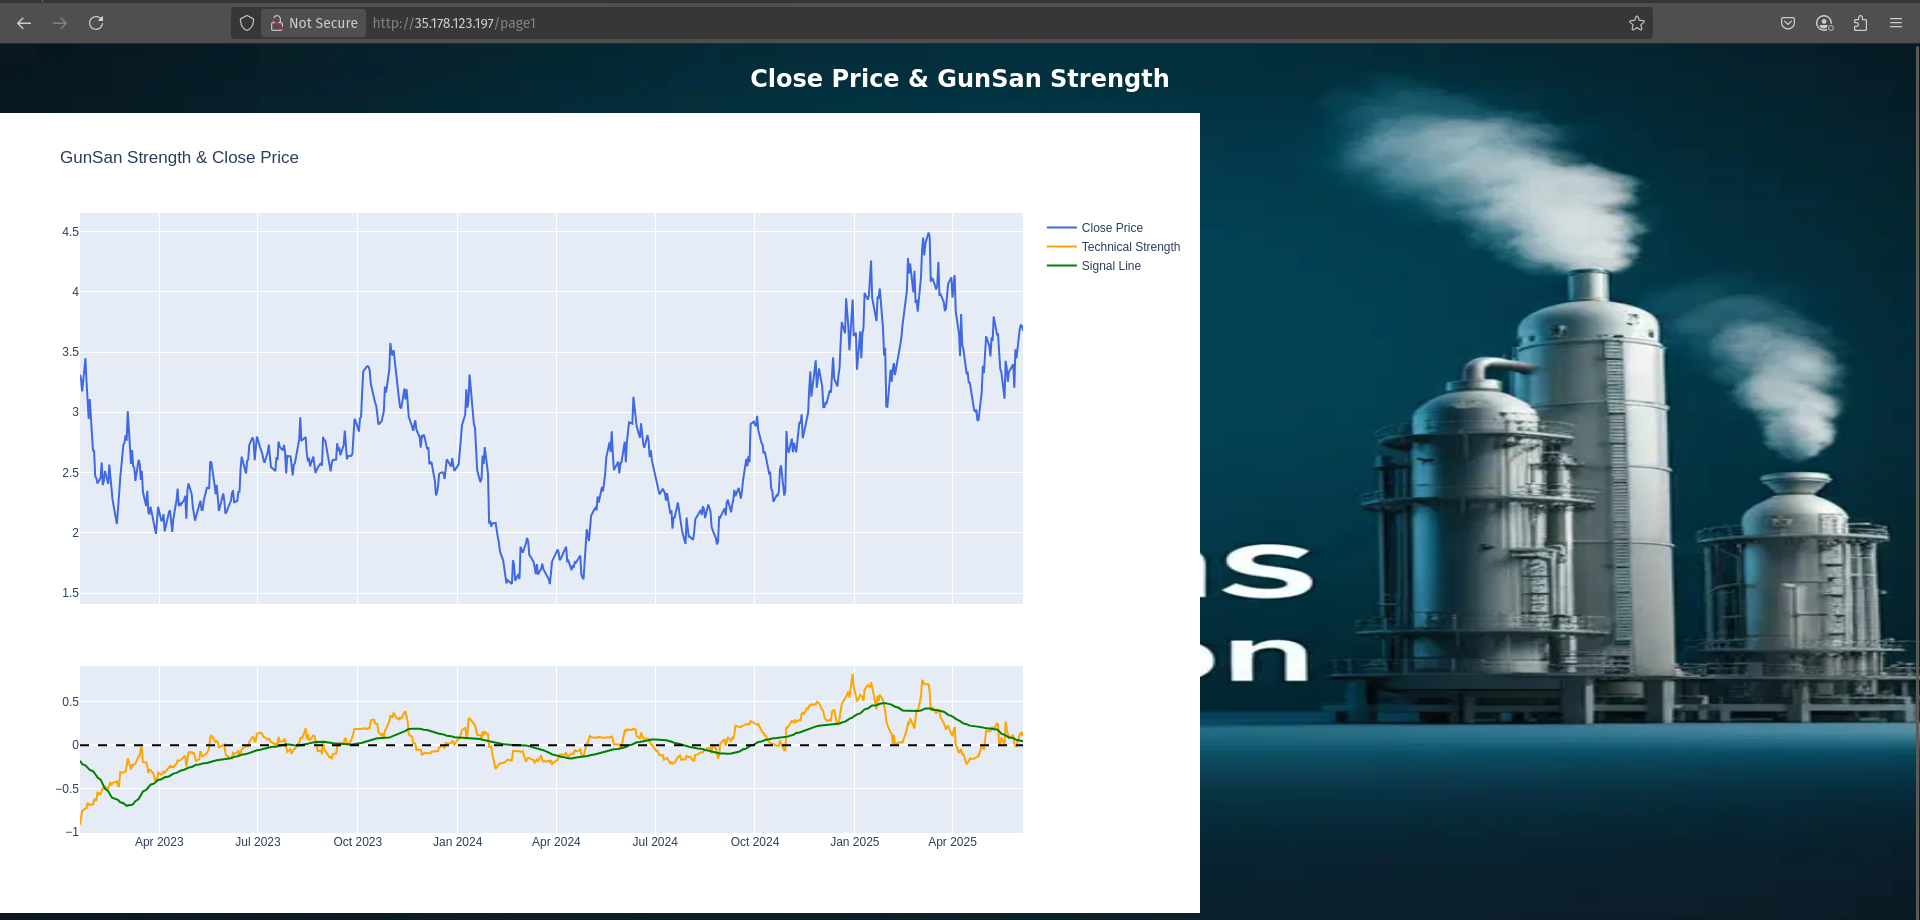 Not Secure
http://35.178.123.197/page1
Close Price & GunSan Strength
GunSan Strength & Close Price
4.5
4
3.5
3
2.5
2
1.5
Close Price
Technical Strength
Signal Line
0.5
0
−0.5
−1
Apr 2023
Jul 2023
Oct 2023
Jan 2024
Apr 2024
Jul 2024
Oct 2024
Jan 2025
Apr 2025